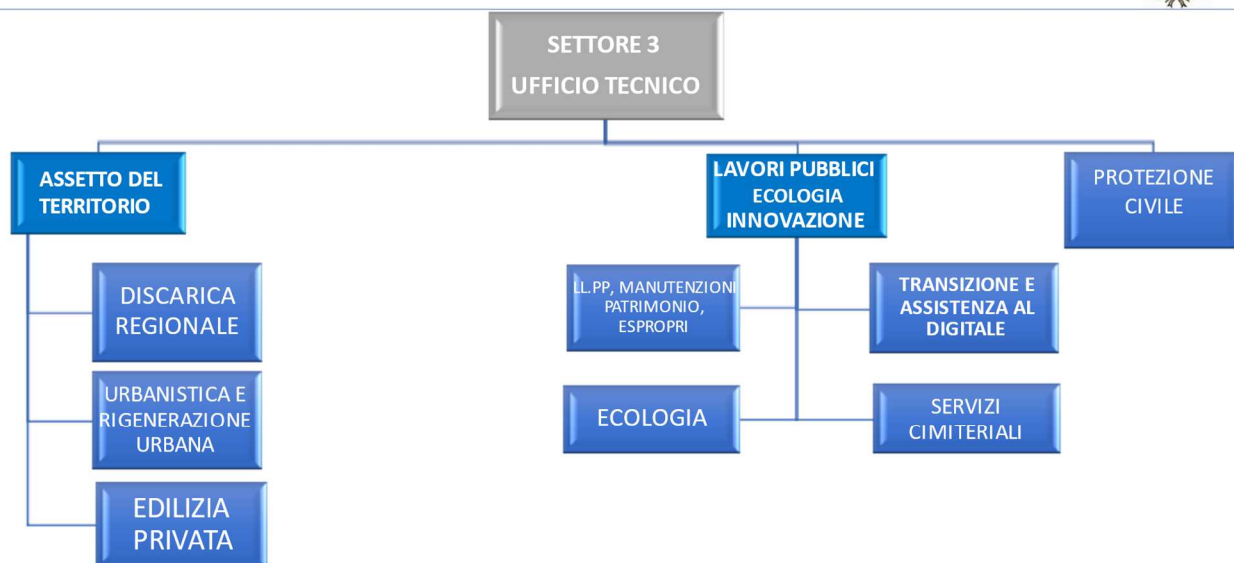 SETTORE 3
UFFICIO TECNICO
ASSETTO DEL
TERRITORIO
LAVORI PUBBLICI
ECOLOGIA
INNOVAZIONE
PROTEZIONE
CIVILE
DISCARICA
REGIONALE
URBANISTICA E
RIGENERAZIONE
URBANA
EDILIZIA
PRIVATA
LL.PP, MANUTENZIONI
PATRIMONIO,
ESPROPRI
TRANSIZIONE E
ASSISTENZA AL
DIGITALE
ECOLOGIA
SERVIZI
CIMITERIALI